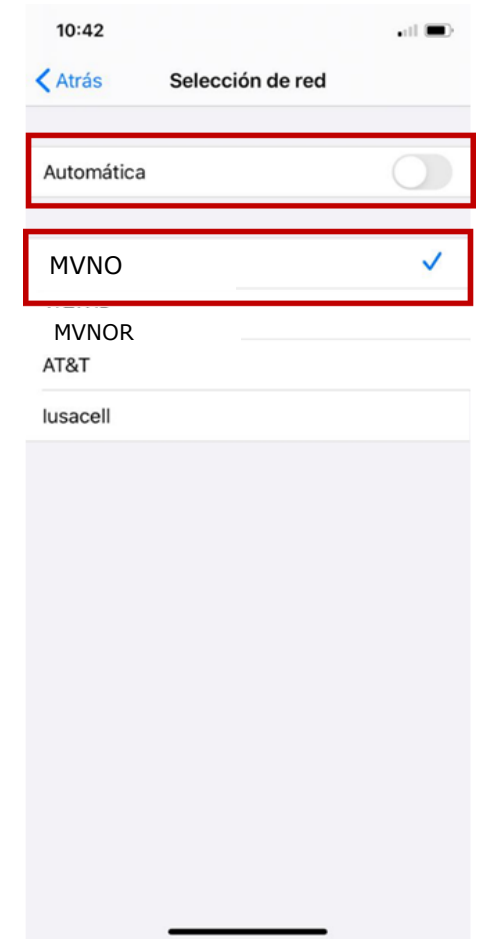 10:42
Atrás Selección de red
Automática
MVNO
MVNOR
AT&T
Iusacell